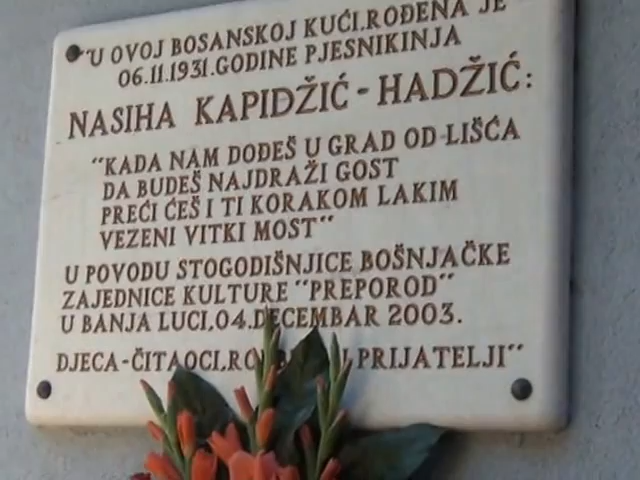 "U OVOJ BOSANSKOJ KUĆI.ROĐENA JE
06.11.1931.GODINE PJESNIKINJA
NASIHA KAPIDŽIĆ - HADŽIĆ:
"KADA NAM DOĐEŠ U GRAD OD LIŠĆA
DA BUDEŠ NAJDRAŽI GOST
PREĆI ĆEŠ I TI KORAKOM LAKIM
VEZENI VITKI MOST"
U POVODU STOGODIŠNJICE BOŠNJAČKE
ZAJEDNICE KULTURE "PREPOROD"
U BANJA LUCI,04.DECEMBAR 2003.
DJECA-ČITAOCI, PRIJATELJI"